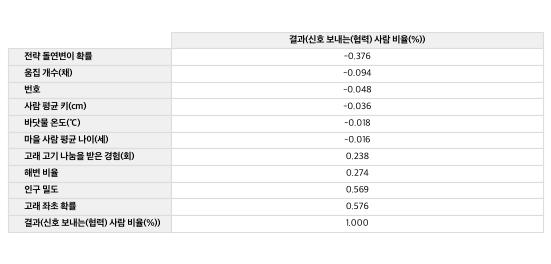 결과(신호 보내는(협력) 사람 비율(%))
전략 돌연변이 확률 -0.376
움집 개수(채) -0.094
번호 -0.048
사람 평균 키(cm) -0.036
바닷물 온도(℃) -0.018
마을 사람 평균 나이(세) -0.016
고래 고기 나눔을 받은 경험(회) 0.238
해변 비율 0.274
인구 밀도 0.569
고래 좌초 확률 0.576
결과(신호 보내는(협력) 사람 비율(%)) 1.000